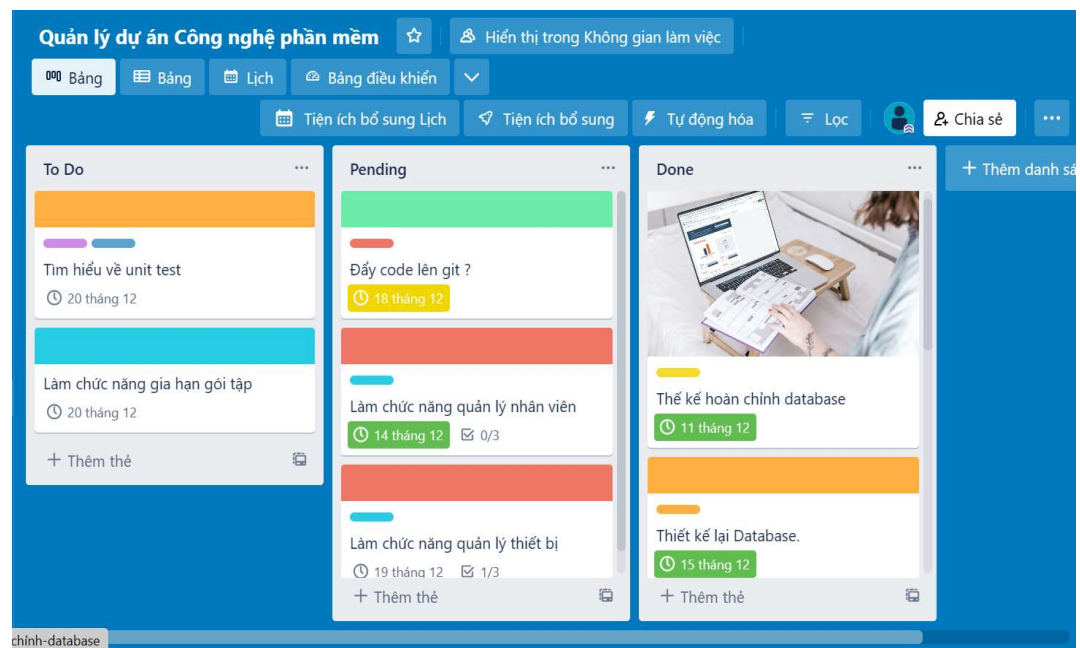 Quản lý dự án Công nghệ phần mềm
Hiển thị trong Không gian làm việc
Bảng
Bảng
Lịch
Bảng điều khiển
Tiện ích bổ sung Lịch
Tiện ích bổ sung
Tự động hóa
Lọc
Chia sẻ
To Do
Tìm hiểu về unit test
20 tháng 12
Làm chức năng gia hạn gói tập
20 tháng 12
+ Thêm thẻ
Pending
Đẩy code lên git ?
18 tháng 12
Làm chức năng quản lý nhân viên
14 tháng 12 0/3
Làm chức năng quản lý thiết bị
19 tháng 12 1/3
+ Thêm thẻ
Done
Thế kế hoàn chỉnh database
11 tháng 12
Thiết kế lại Database.
15 tháng 12
+ Thêm thẻ
+ Thêm danh sá
chỉnh-database